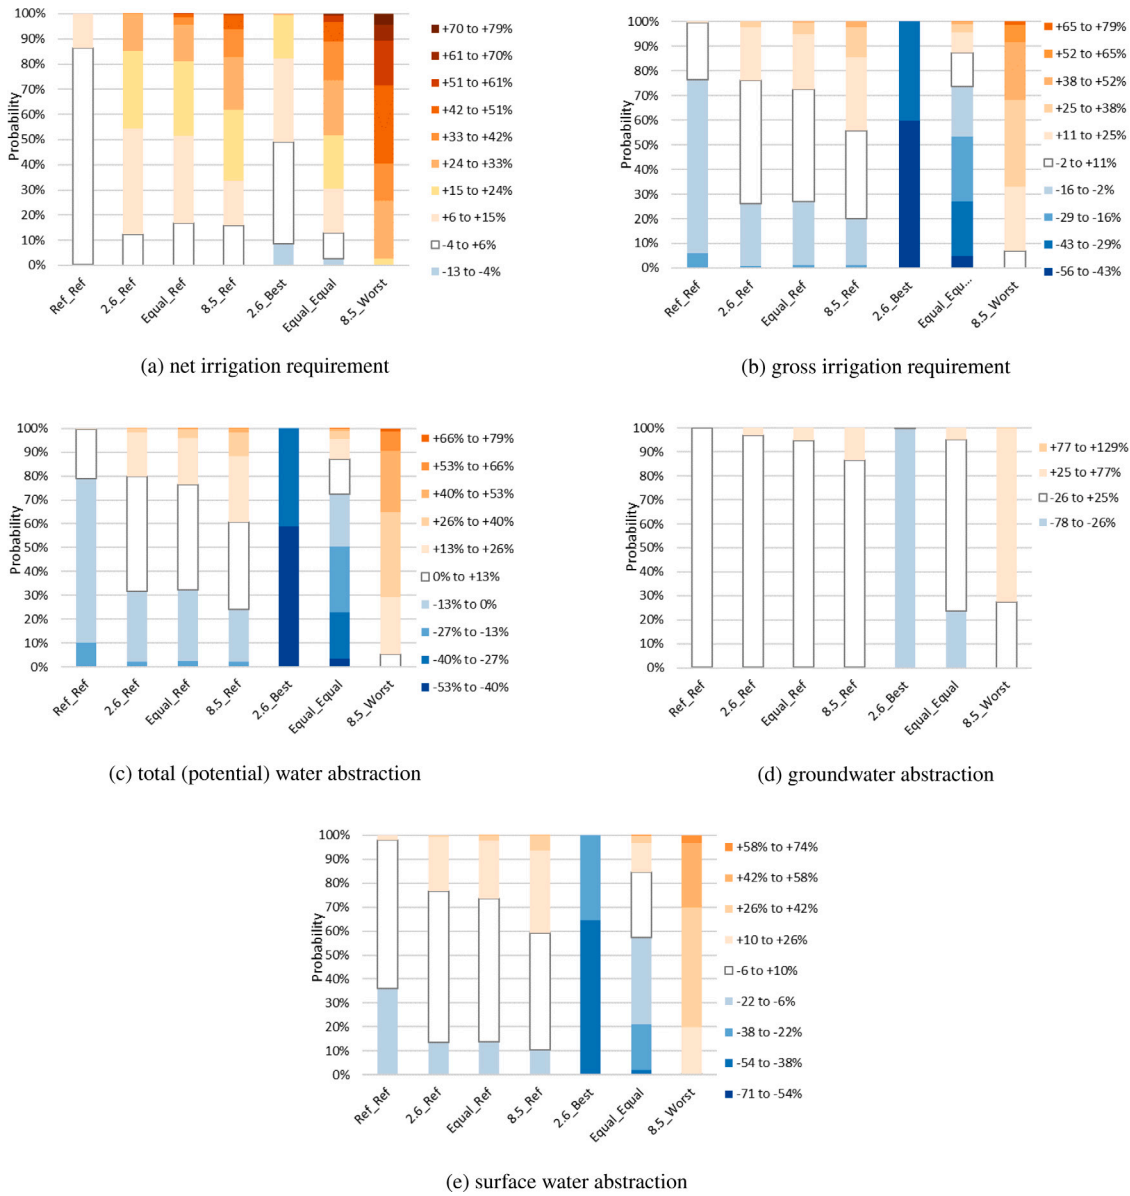 Probability
100%
90%
80%
70%
60%
50%
40%
30%
20%
10%
0%
Ref_Ref
2.6_Ref
Equal_Ref
8.5_Ref
2.6_Best
Equal_Equal
8.5_Worst
+70 to +79%
+61 to +70%
+51 to +61%
+42 to +51%
+33 to +42%
+24 to +33%
+15 to +24%
+6 to +15%
-4 to +6%
-13 to -4%
(a) net irrigation requirement
Probability
100%
90%
80%
70%
60%
50%
40%
30%
20%
10%
0%
Ref_Ref
2.6_Ref
Equal_Ref
8.5_Ref
2.6_Best
Equal_Equ...
8.5_Worst
+65 to +79%
+52 to +65%
+38 to +52%
+25 to +38%
+11 to +25%
-2 to +11%
-16 to -2%
-29 to -16%
-43 to -29%
-56 to -43%
(b) gross irrigation requirement
Probability
100%
90%
80%
70%
60%
50%
40%
30%
20%
10%
0%
Ref_Ref
2.6_Ref
Equal_Ref
8.5_Ref
2.6_Best
Equal_Equal
8.5_Worst
+66% to +79%
+53% to +66%
+40% to +53%
+26% to +40%
+13% to +26%
0% to +13%
-13% to 0%
-27% to -13%
-40% to -27%
-53% to -40%
(c) total (potential) water abstraction
Probability
100%
90%
80%
70%
60%
50%
40%
30%
20%
10%
0%
Ref_Ref
2.6_Ref
Equal_Ref
8.5_Ref
2.6_Best
Equal_Equal
8.5_Worst
+77 to +129%
+25 to +77%
-26 to +25%
-78 to -26%
(d) groundwater abstraction
Probability
100%
90%
80%
70%
60%
50%
40%
30%
20%
10%
0%
Ref_Ref
2.6_Ref
Equal_Ref
8.5_Ref
2.6_Best
Equal_Equal
8.5_Worst
+58% to +74%
+42% to +58%
+26% to +42%
+10 to +26%
-6 to +10%
-22 to -6%
-38 to -22%
-54 to -38%
-71 to -54%
(e) surface water abstraction